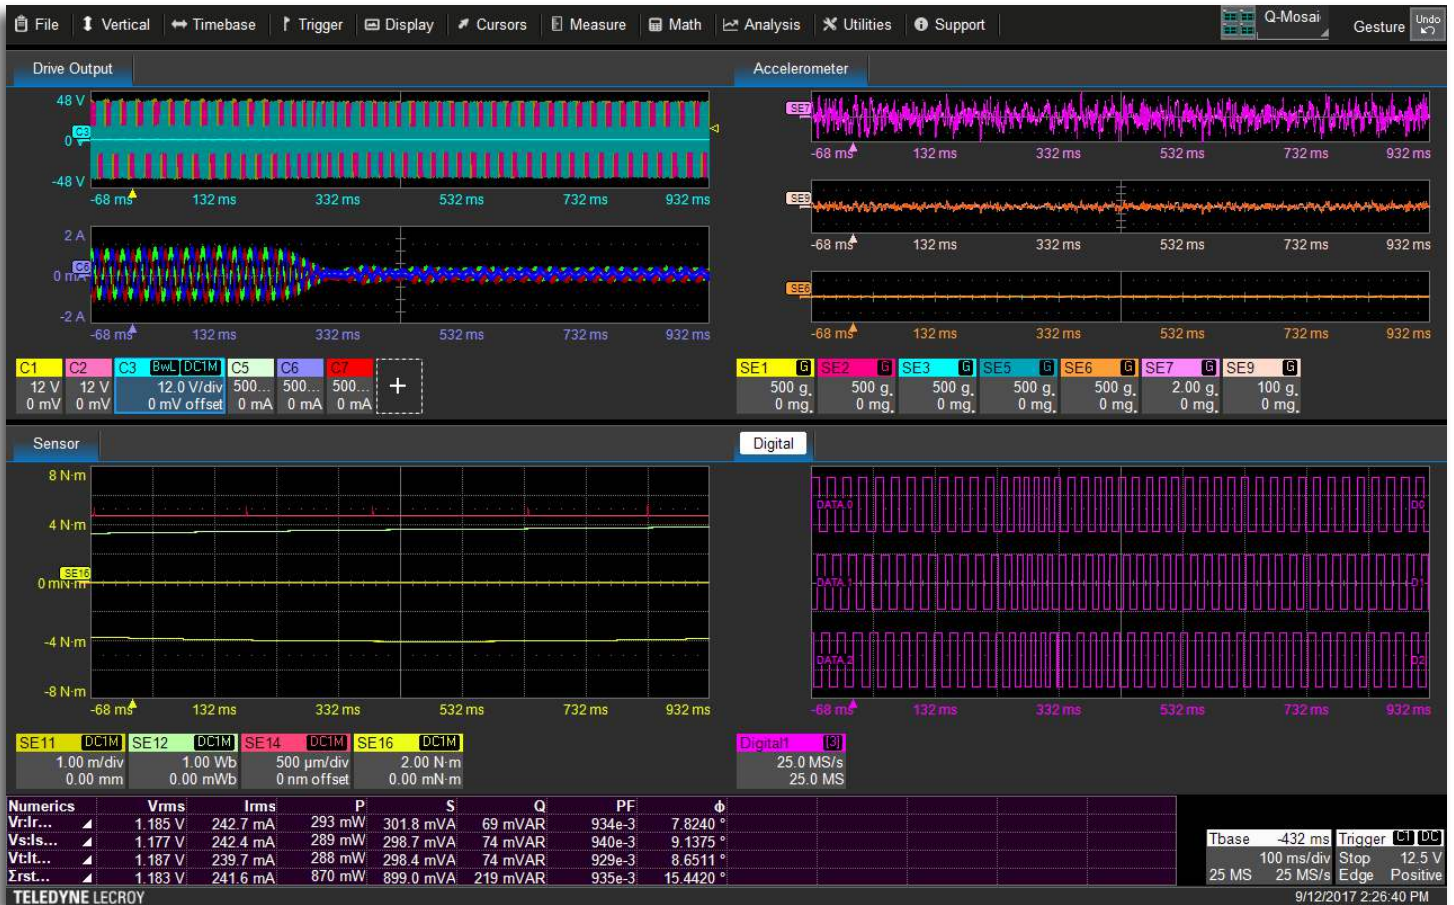 File Vertical Timebase Trigger Display Cursors Measure Math Analysis Utilities Support Q-Mosai Gesture Undo
Drive Output
48 V
C3
0
-48 V
-68 ms 132 ms 332 ms 532 ms 732 ms 932 ms
2 A
C6
0 m
-2 A
-68 ms 132 ms 332 ms 532 ms 732 ms 932 ms
C1 C2 C3 BwL DC1M C5 C6 C7
12 V 12 V 12.0 V/div 500... 500... 500...
0 mV 0 mV 0 mV offset 0 mA 0 mA 0 mA
+
Accelerometer
SE7
-68 ms 132 ms 332 ms 532 ms 732 ms 932 ms
SE9
-68 ms 132 ms 332 ms 532 ms 732 ms 932 ms
SE6
-68 ms 132 ms 332 ms 532 ms 732 ms 932 ms
SE1 G SE2 G SE3 G SE5 G SE6 G SE7 G SE9 G
500 g. 500 g. 500 g. 500 g. 500 g. 2.00 g. 100 g.
0 mg. 0 mg. 0 mg. 0 mg. 0 mg. 0 mg. 0 mg.
Sensor
8 N·m
4 N·m
SE16
0 mN·m
-4 N·m
-8 N·m
-68 ms 132 ms 332 ms 532 ms 732 ms 932 ms
SE11 DC1M SE12 DC1M SE14 DC1M SE16 DC1M
1.00 m/div 1.00 Wb 500 µm/div 2.00 N·m
0.00 mm 0.00 mWb 0 nm offset 0.00 mN·m
Digital
DATA.0 D0
DATA.1 D1
DATA.2 D2
-68 ms 132 ms 332 ms 532 ms 732 ms 932 ms
Digital1 [3]
25.0 MS/s
25.0 MS
Numerics Vrms Irms P S Q PF ϕ
Vr:Ir... 1.185 V 242.7 mA 293 mW 301.8 mVA 69 mVAR 934e-3 7.8240 °
Vs:Is... 1.177 V 242.4 mA 289 mW 298.7 mVA 74 mVAR 940e-3 9.1375 °
Vt:It... 1.187 V 239.7 mA 288 mW 298.4 mVA 74 mVAR 929e-3 8.6511 °
Σrst... 1.183 V 241.6 mA 870 mW 899.0 mVA 219 mVAR 935e-3 15.4420 °
Tbase -432 ms Trigger C1 DC
100 ms/div Stop 12.5 V
25 MS 25 MS/s Edge Positive
TELEDYNE LECROY 9/12/2017 2:26:40 PM